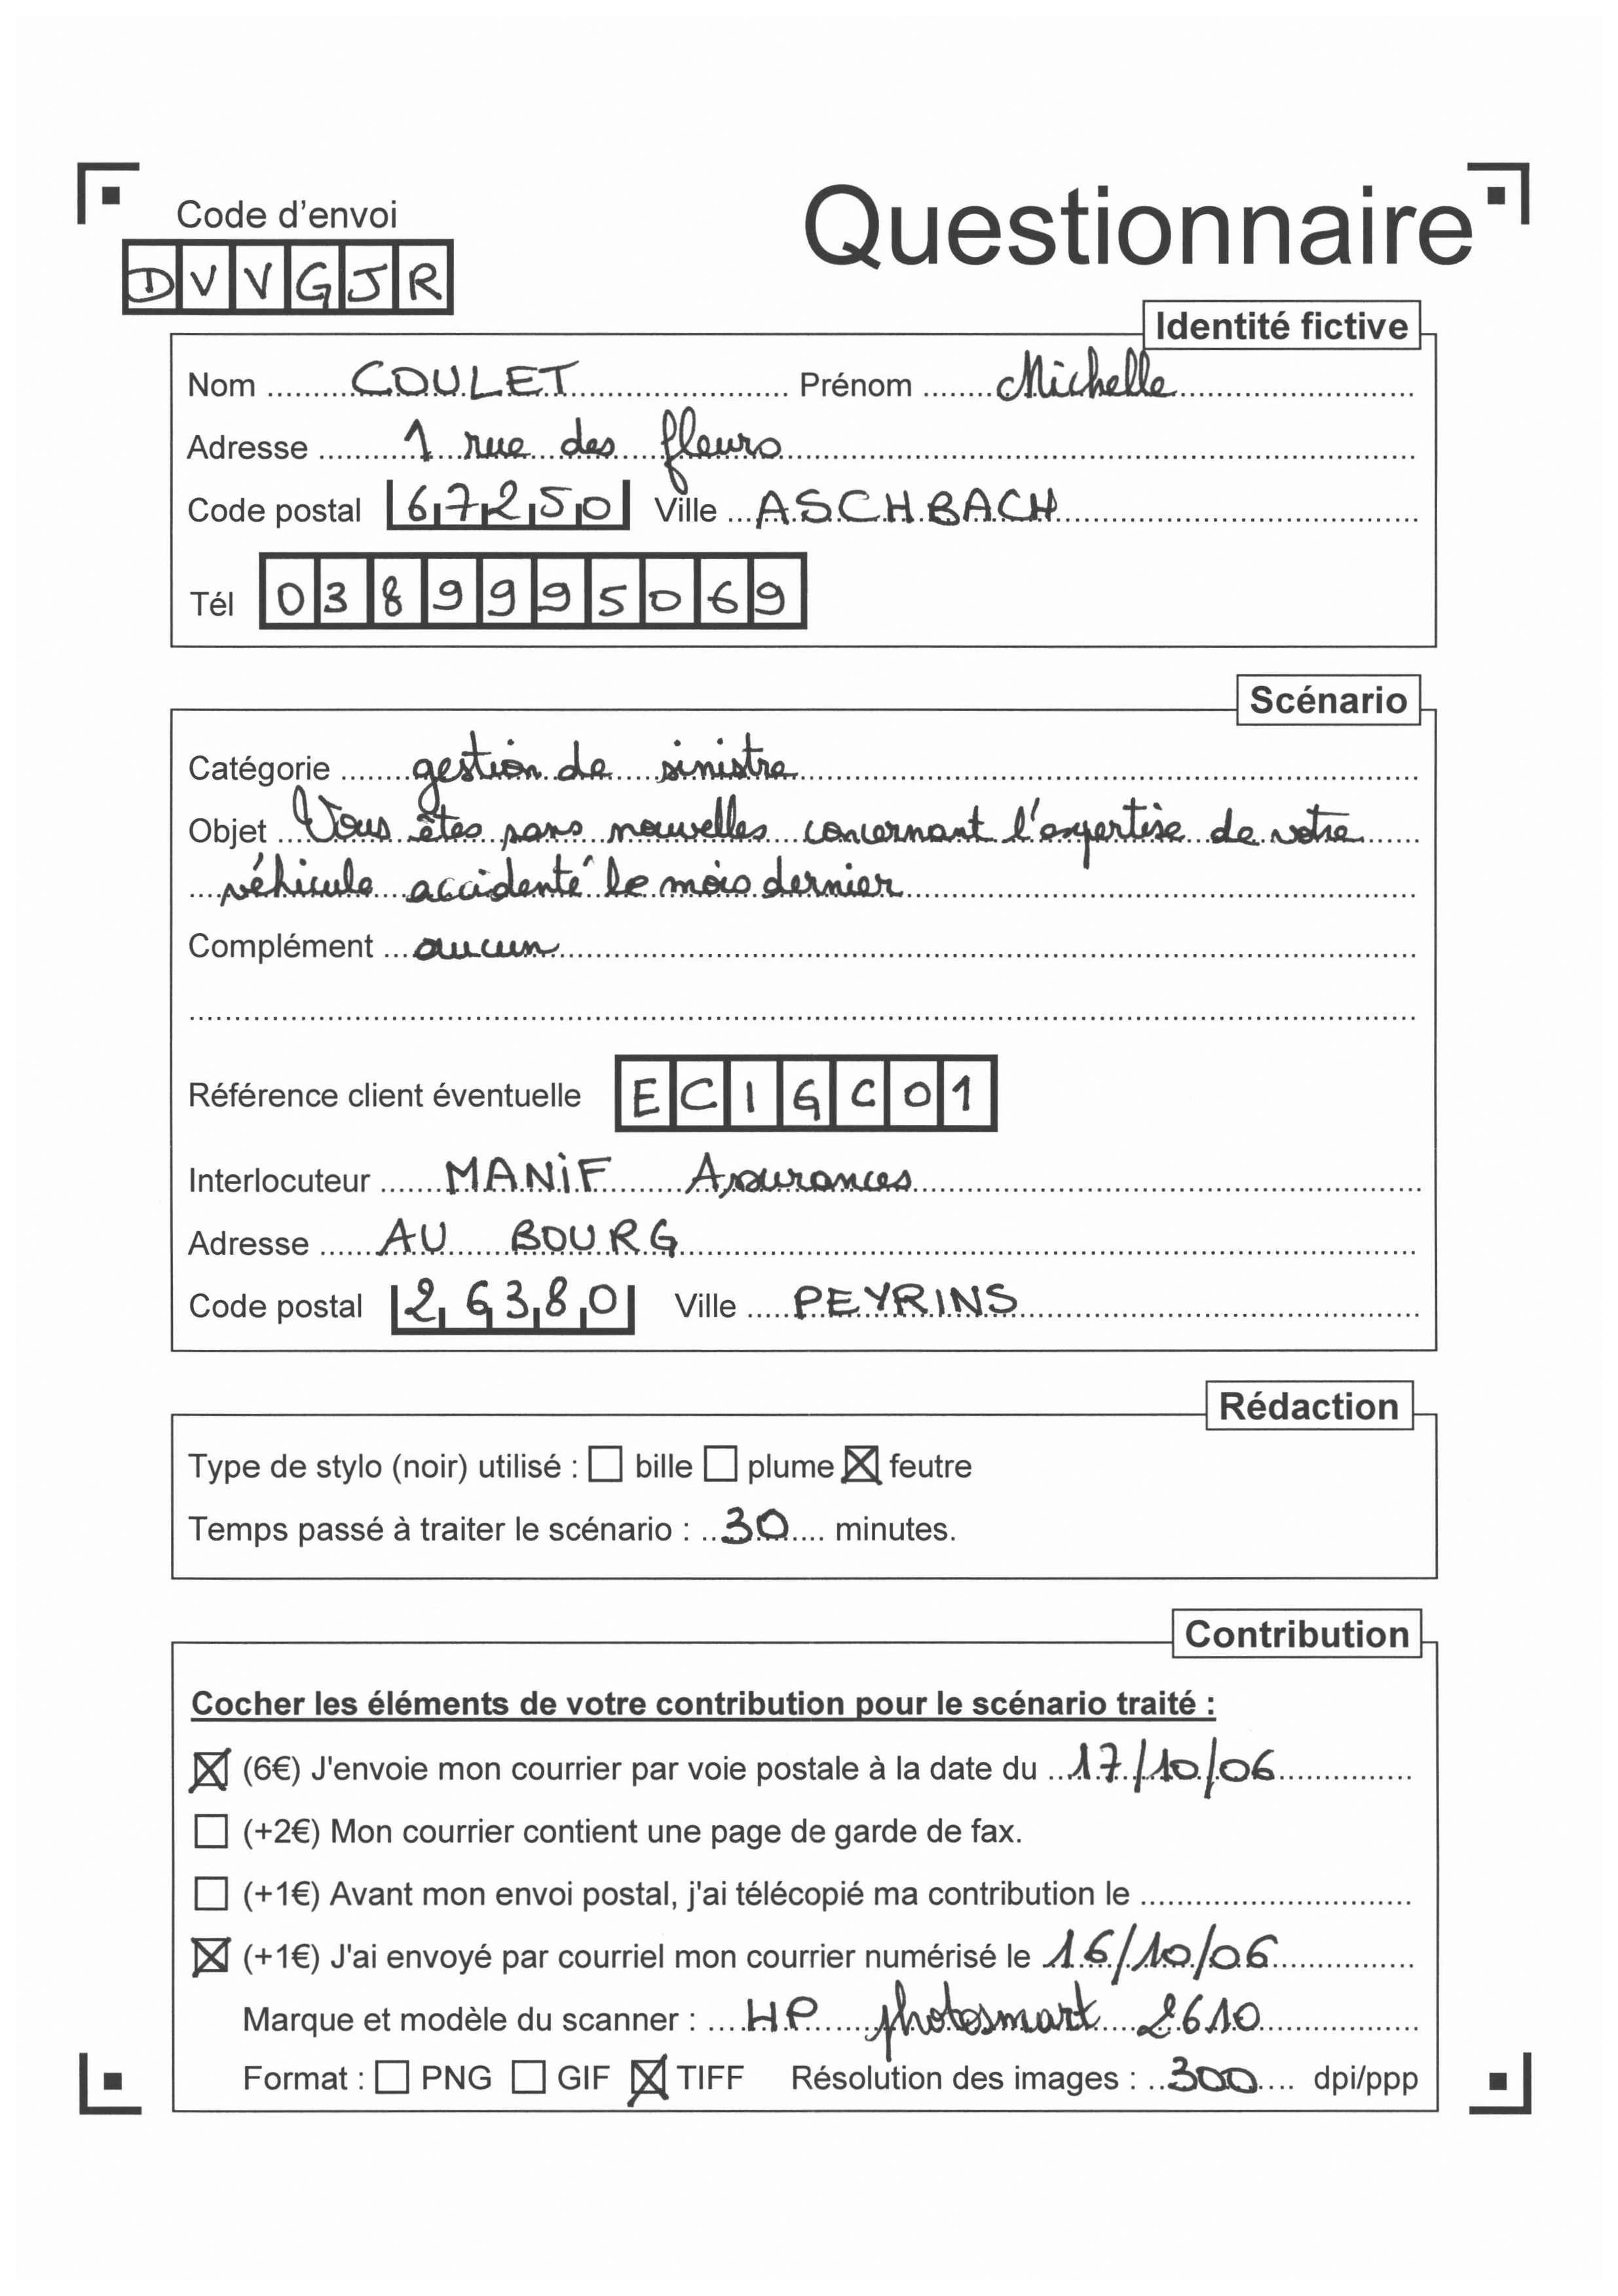 Code d'envoi
Questionnaire
DVVGJR
Identité fictive
Nom COULET Prénom Michelle
Adresse 1 rue des fleurs
Code postal 67250 Ville ASCHBACH
Tél 0389995069
Scénario
Catégorie gestion de sinistre
Objet Vous êtes sans nouvelles concernant l'expertise de votre
véhicule accidenté le mois dernier
Complément aucun
Référence client éventuelle ECIGC01
Interlocuteur MANIF Assurances
Adresse AU BOURG
Code postal 26380 Ville PEYRINS
Rédaction
Type de stylo (noir) utilisé : ☐ bille ☐ plume ☒ feutre
Temps passé à traiter le scénario : 30 minutes.
Contribution
Cocher les éléments de votre contribution pour le scénario traité :
☒ (6€) J'envoie mon courrier par voie postale à la date du 17/10/06
☐ (+2€) Mon courrier contient une page de garde de fax.
☐ (+1€) Avant mon envoi postal, j'ai télécopié ma contribution le
☒ (+1€) J'ai envoyé par courriel mon courrier numérisé le 16/10/06
Marque et modèle du scanner : HP photosmart 2610
Format : ☐ PNG ☐ GIF ☒ TIFF Résolution des images : 300 dpi/ppp